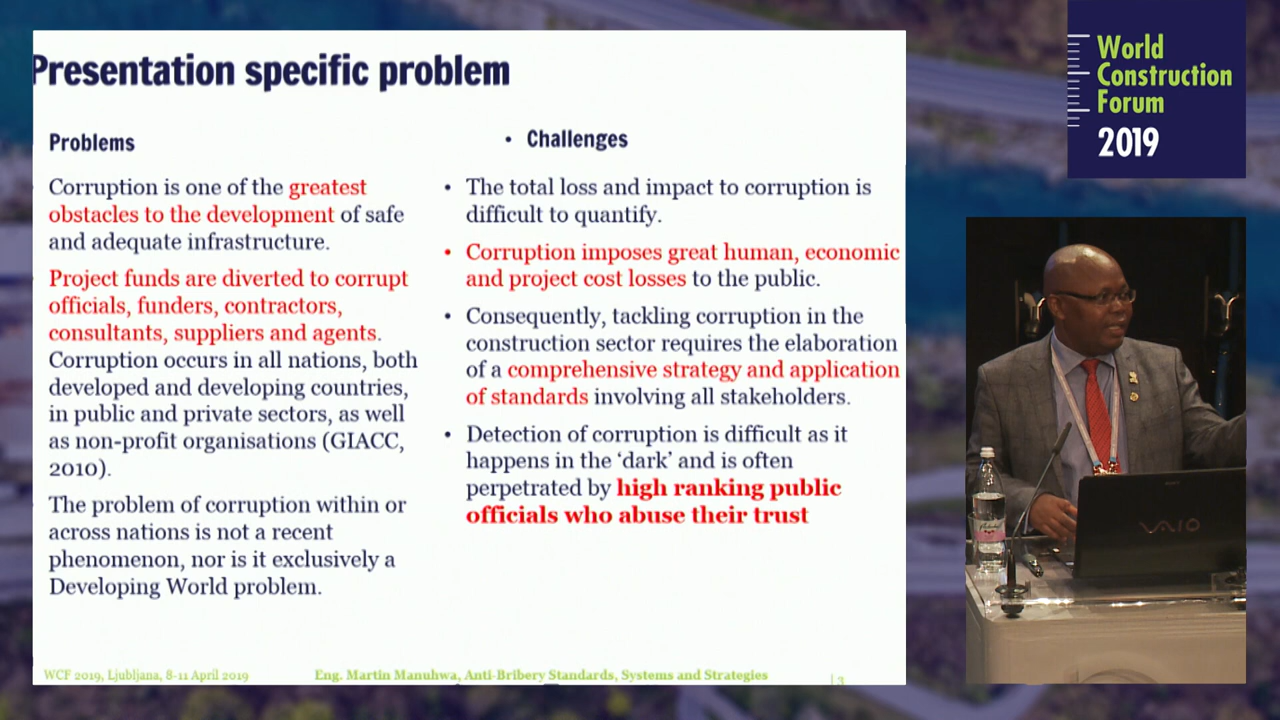 Presentation specific problem
Problems
Corruption is one of the greatest
obstacles to the development of safe
and adequate infrastructure.
Project funds are diverted to corrupt
officials, funders, contractors,
consultants, suppliers and agents.
Corruption occurs in all nations, both
developed and developing countries,
in public and private sectors, as well
as non-profit organisations (GIACC,
2010).
The problem of corruption within or
across nations is not a recent
phenomenon, nor is it exclusively a
Developing World problem.
• Challenges
• The total loss and impact to corruption is
difficult to quantify.
• Corruption imposes great human, economic
and project cost losses to the public.
• Consequently, tackling corruption in the
construction sector requires the elaboration
of a comprehensive strategy and application
of standards involving all stakeholders.
• Detection of corruption is difficult as it
happens in the ‘dark’ and is often
perpetrated by high ranking public
officials who abuse their trust
WCF 2019, Ljubljana, 8-11 April 2019
Eng. Martin Manuhwa, Anti-Bribery Standards, Systems and Strategies
| 3
World
Construction
Forum
2019
VAIO